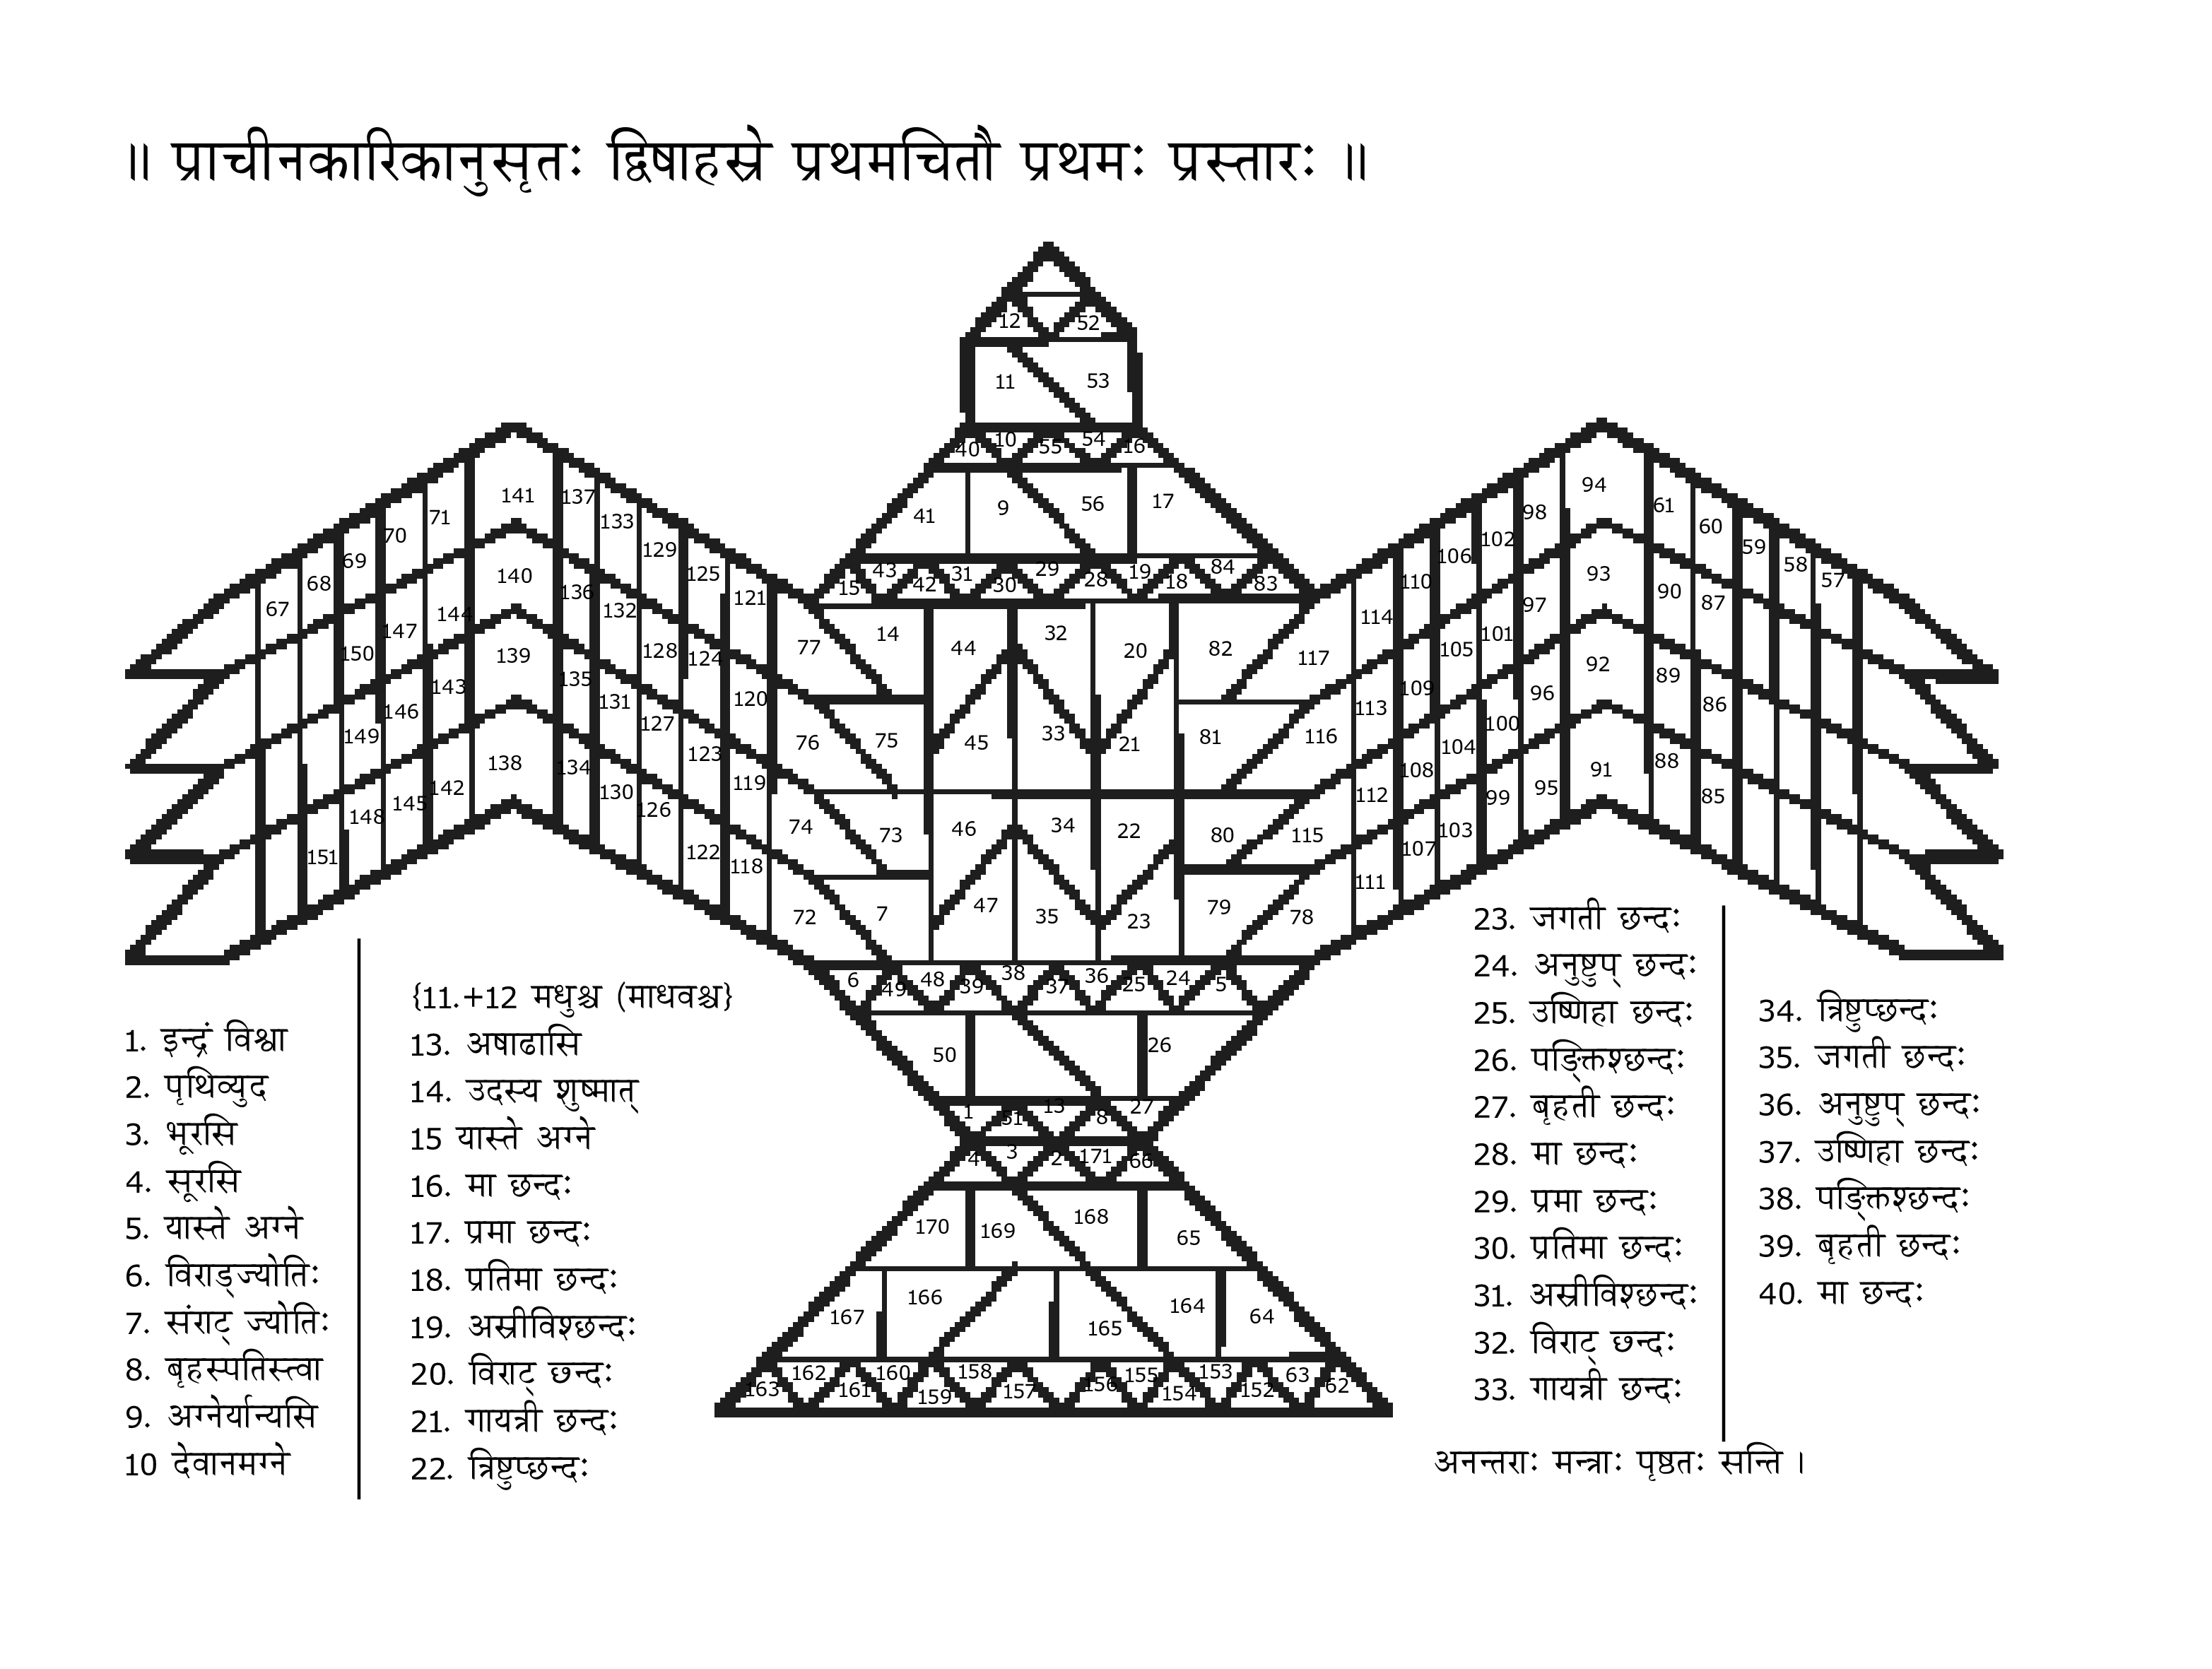 ॥ प्राचीनकारिकानुसृतः द्विषाहस्रे प्रथमचितौ प्रथमः प्रस्तारः ॥
12 52
11 53
40 10 55 54 16
41 9 56 17
15 43 42 31 30 29 28 19 18 84 83
141 137 133 129 125 121
71 70 69 68 67
140 136 132 128 124 120
144 147 150
139 135 131 127 123 119
143 146 149
138 134 130 126 122 118
142 145 148 151
77 14 44 32 20 82 117
76 75 45 33 21 81 116
74 73 46 34 22 80 115
72 7 47 35 23 79 78
94 61 60 59 58 57
98 102 106 110 114
93 90 87
97 101 105 109 113
92 89 86
96 100 104 108 112
91 88 85
95 99 103 107 111
6 49 48 39 38 37 36 25 24 5
50 26
1 51 13 8 27
4 3 2 171 66
170 169 168 65
167 166 165 164 64
163 162 161 160 159 158 157 156 155 154 153 152 63 62
1. इन्द्रं विश्वा
2. पृथिव्युद
3. भूरसि
4. सूरसि
5. यास्ते अग्ने
6. विराड्ज्योतिः
7. संराट् ज्योतिः
8. बृहस्पतिस्त्वा
9. अग्नेर्यान्यसि
10 देवानमग्ने
{11.+12 मधुश्च (माधवश्च}
13. अषाढासि
14. उदस्य शुष्मात्
15 यास्ते अग्ने
16. मा छन्दः
17. प्रमा छन्दः
18. प्रतिमा छन्दः
19. अस्रीविश्छन्दः
20. विराट् छन्दः
21. गायत्री छन्दः
22. त्रिष्टुप्छन्दः
23. जगती छन्दः
24. अनुष्टुप् छन्दः
25. उष्णिहा छन्दः
26. पङ्क्तिश्छन्दः
27. बृहती छन्दः
28. मा छन्दः
29. प्रमा छन्दः
30. प्रतिमा छन्दः
31. अस्रीविश्छन्दः
32. विराट् छन्दः
33. गायत्री छन्दः
34. त्रिष्टुप्छन्दः
35. जगती छन्दः
36. अनुष्टुप् छन्दः
37. उष्णिहा छन्दः
38. पङ्क्तिश्छन्दः
39. बृहती छन्दः
40. मा छन्दः
अनन्तराः मन्त्राः पृष्ठतः सन्ति ।